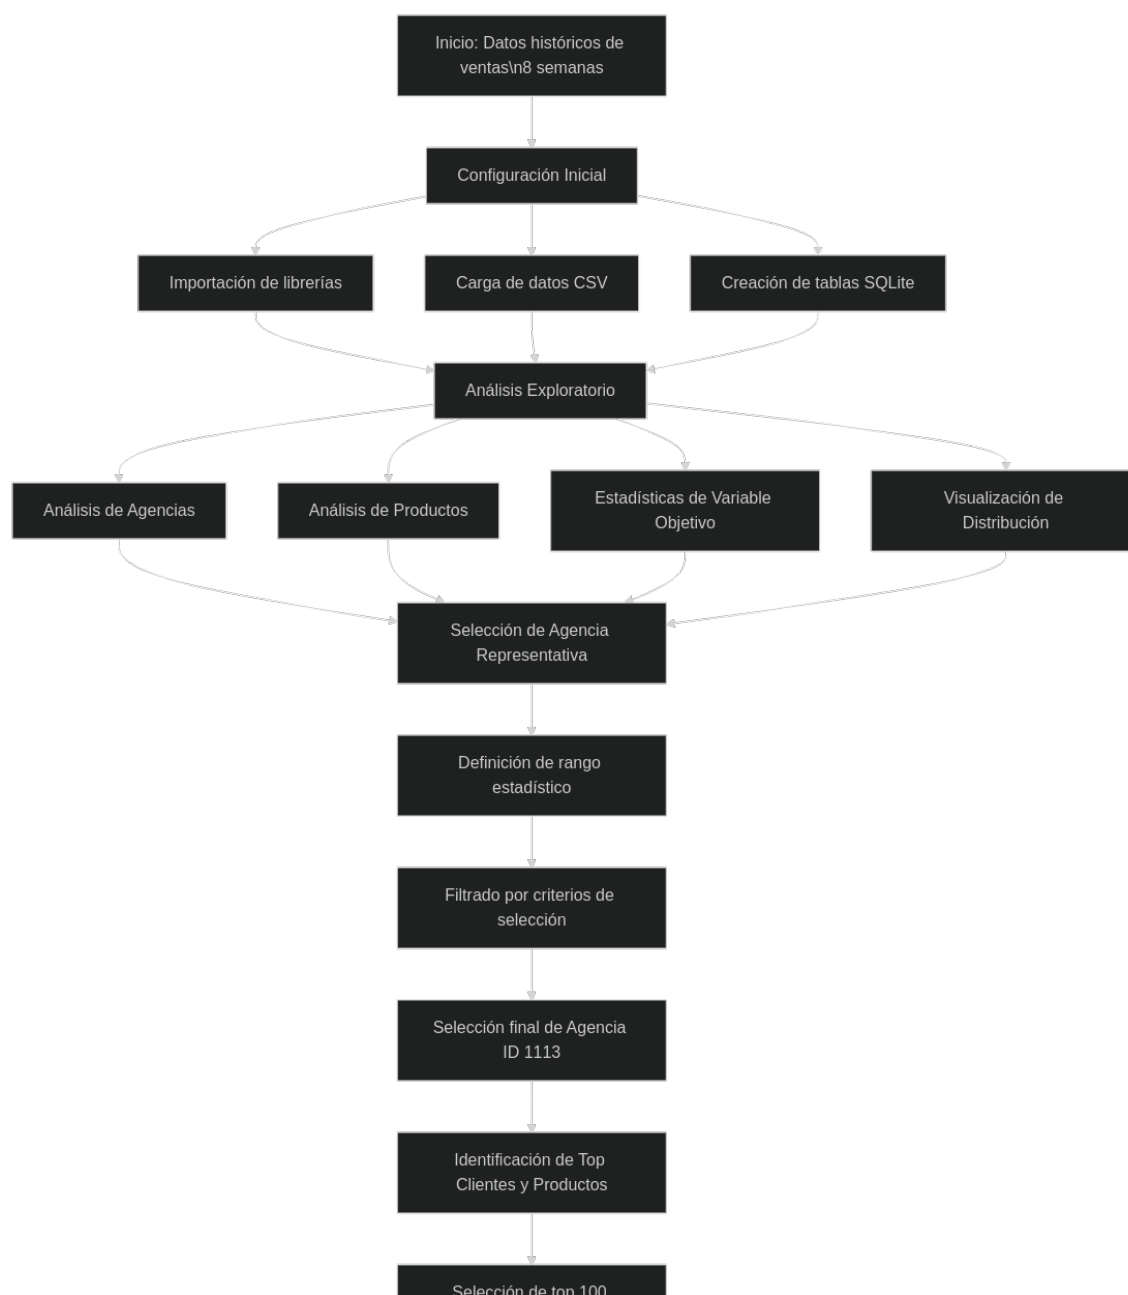 Inicio: Datos históricos de
ventas\n8 semanas
Configuración Inicial
Importación de librerías
Carga de datos CSV
Creación de tablas SQLite
Análisis Exploratorio
Análisis de Agencias
Análisis de Productos
Estadísticas de Variable
Objetivo
Visualización de
Distribución
Selección de Agencia
Representativa
Definición de rango
estadístico
Filtrado por criterios de
selección
Selección final de Agencia
ID 1113
Identificación de Top
Clientes y Productos
Selección de top 100